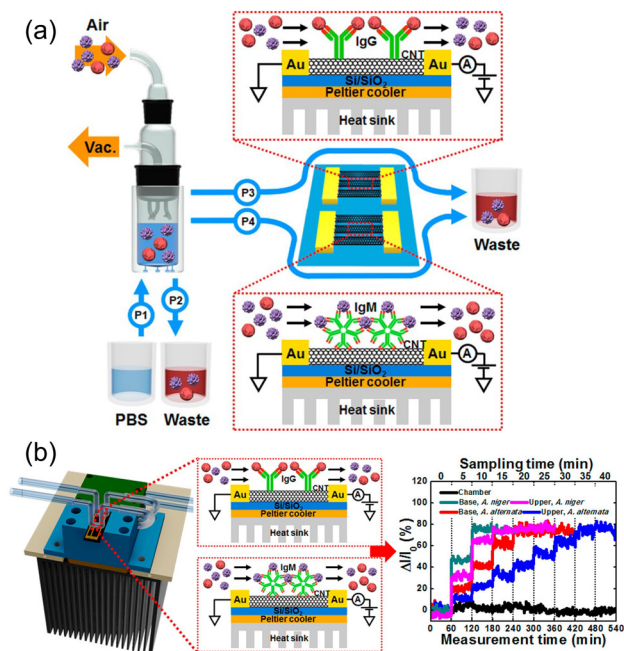 (a)
Air
Vac.
P3
P4
P1
P2
PBS
Waste
IgG
CNT
Au
Au
A
Si/SiO₂
Peltier cooler
Heat sink
Waste
IgM
CNT
Au
Au
A
Si/SiO₂
Peltier cooler
Heat sink
(b)
IgG
CNT
Au
Au
A
Si/SiO₂
Peltier cooler
Heat sink
IgM
CNT
Au
Au
A
Si/SiO₂
Peltier cooler
Heat sink
Sampling time (min)
0 5 10 15 20 25 30 35 40
Chamber
Base, A. niger
Upper, A. niger
Base, A. alternata
Upper, A. alternata
ΔI/I₀ (%)
120
100
80
60
40
20
0
0 60 120 180 240 300 360 420 480 540
Measurement time (min)